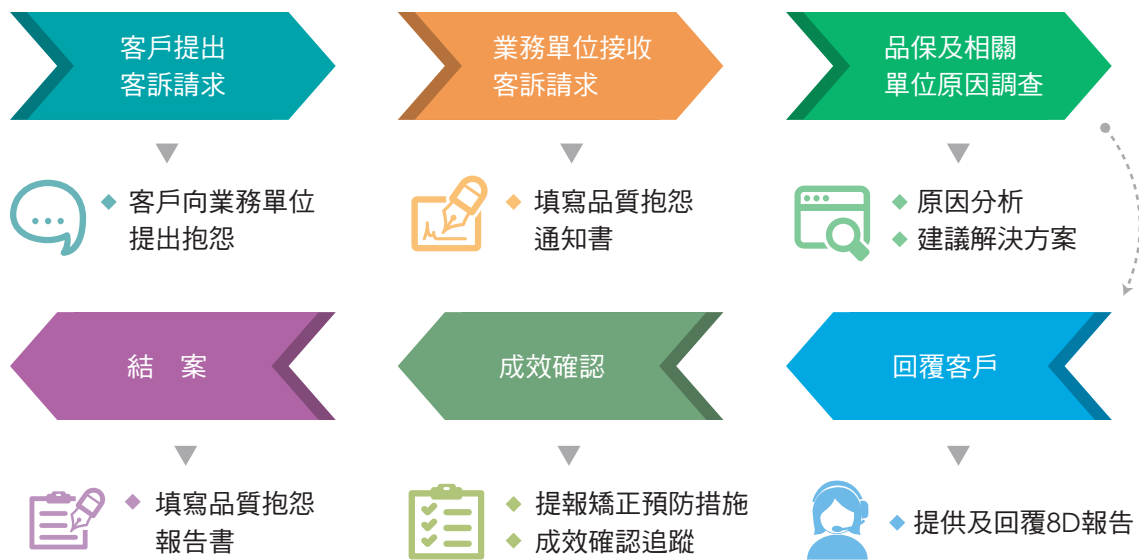 客戶提出
客訴請求
業務單位接收
客訴請求
品保及相關
單位原因調查
◆ 客戶向業務單位
提出抱怨
◆ 填寫品質抱怨
通知書
◆ 原因分析
◆ 建議解決方案
回覆客戶
成效確認
結 案
◆ 提供及回覆8D報告
◆ 提報矯正預防措施
◆ 成效確認追蹤
◆ 填寫品質抱怨
報告書